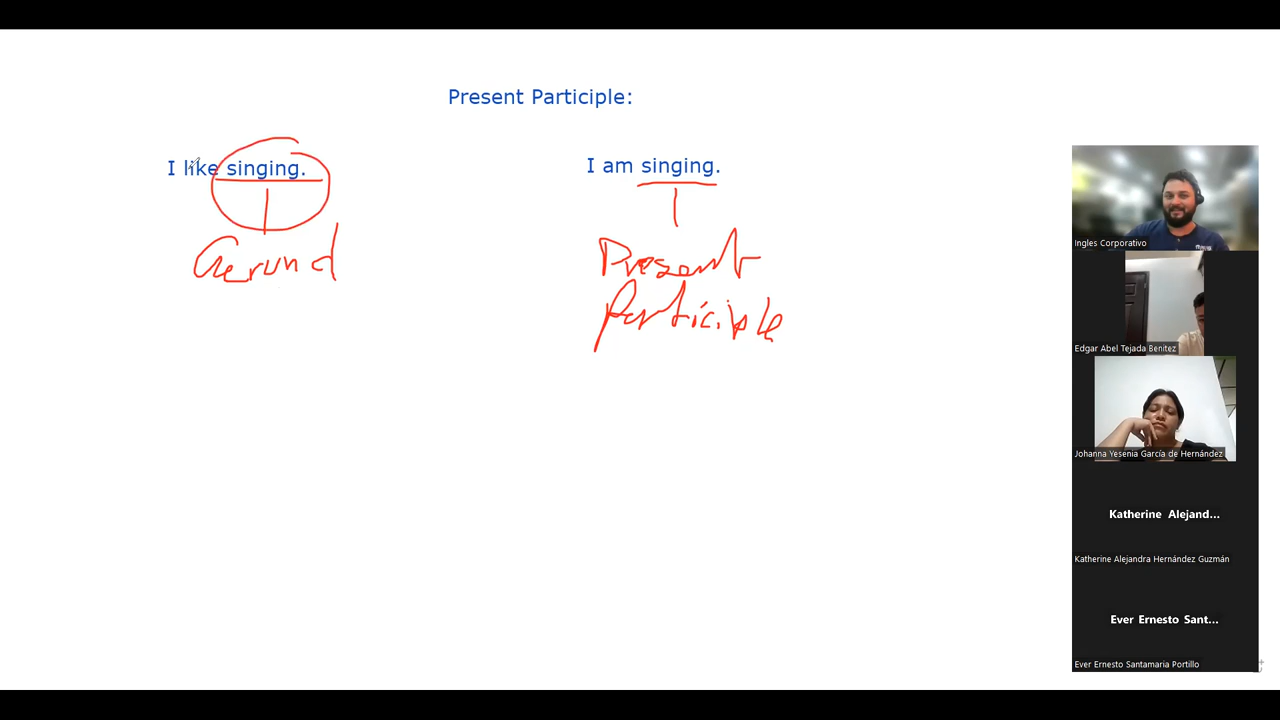 Present Participle:
I like singing.
I am singing.
Gerund
Present
Participle
Ingles Corporativo
Edgar Abel Tejada Benitez
Johanna Yesenia García de Hernández
Katherine Alejand...
Katherine Alejandra Hernández Guzmán
Ever Ernesto Sant...
Ever Ernesto Santamaria Portillo